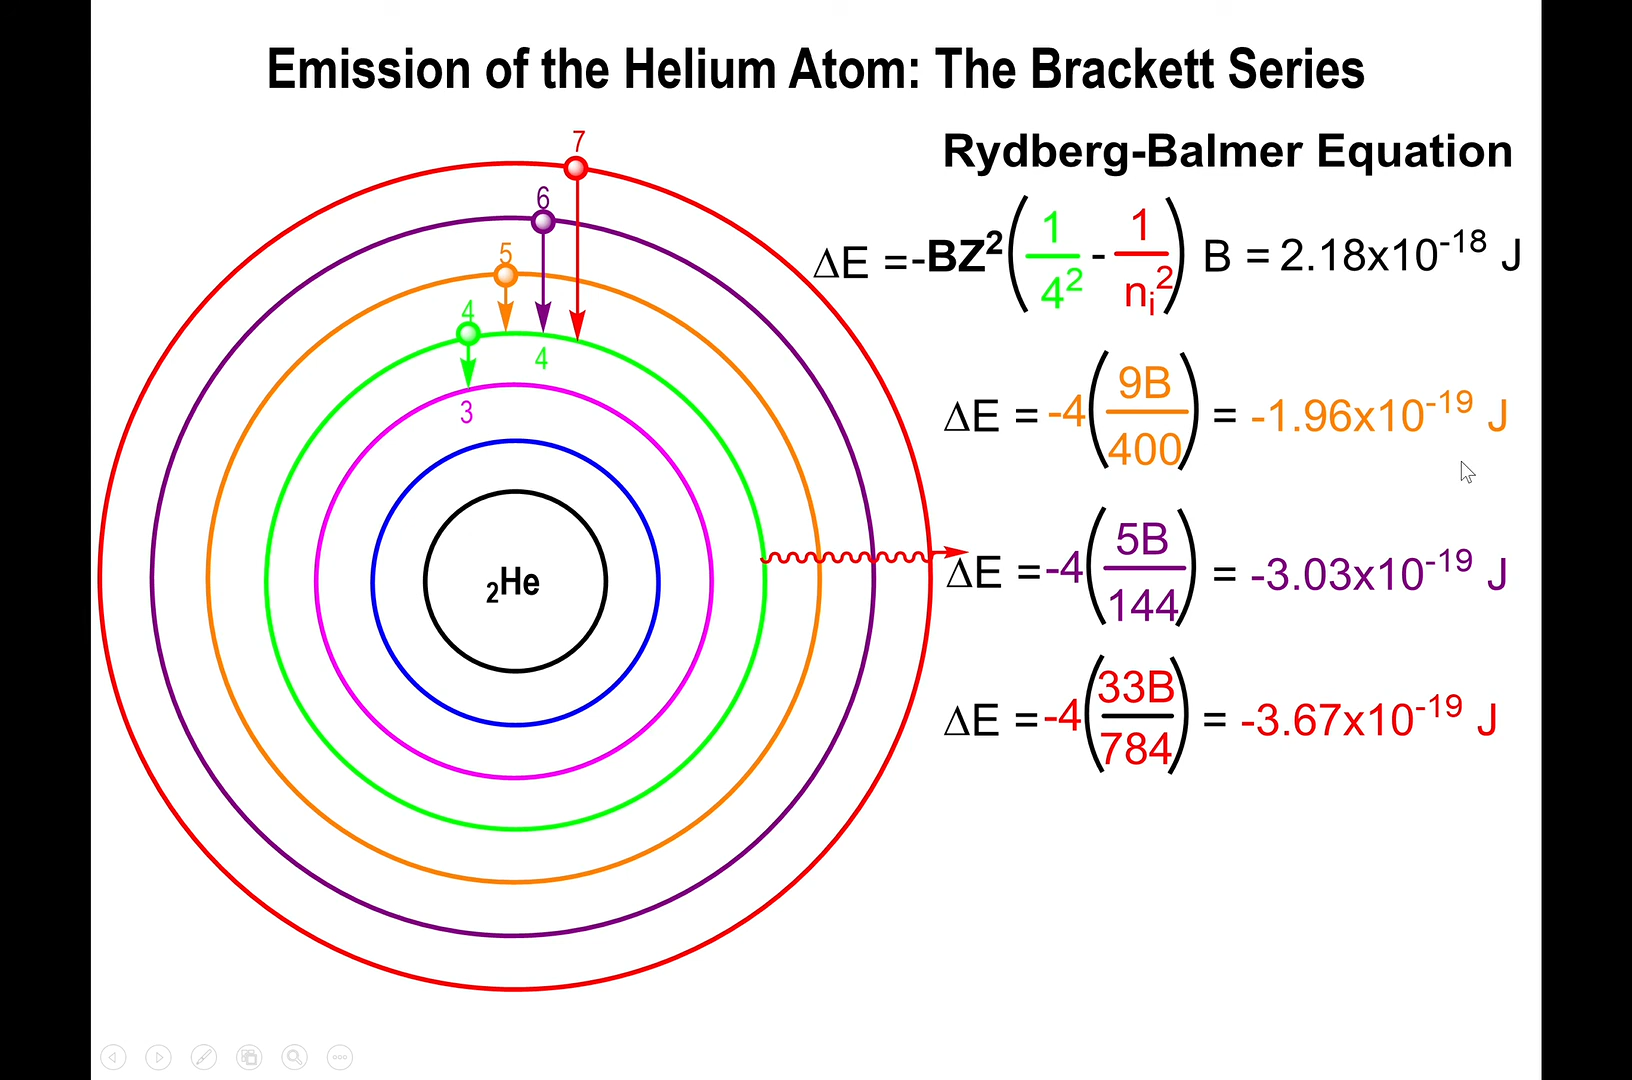 Emission of the Helium Atom: The Brackett Series
Rydberg-Balmer Equation
ΔE =-BZ²(1/4² - 1/nᵢ²) B = 2.18x10⁻¹⁸ J
ΔE = -4(9B/400) = -1.96x10⁻¹⁹ J
ΔE =-4(5B/144) = -3.03x10⁻¹⁹ J
ΔE =-4(33B/784) = -3.67x10⁻¹⁹ J
7
6
5
4
4
3
₂He